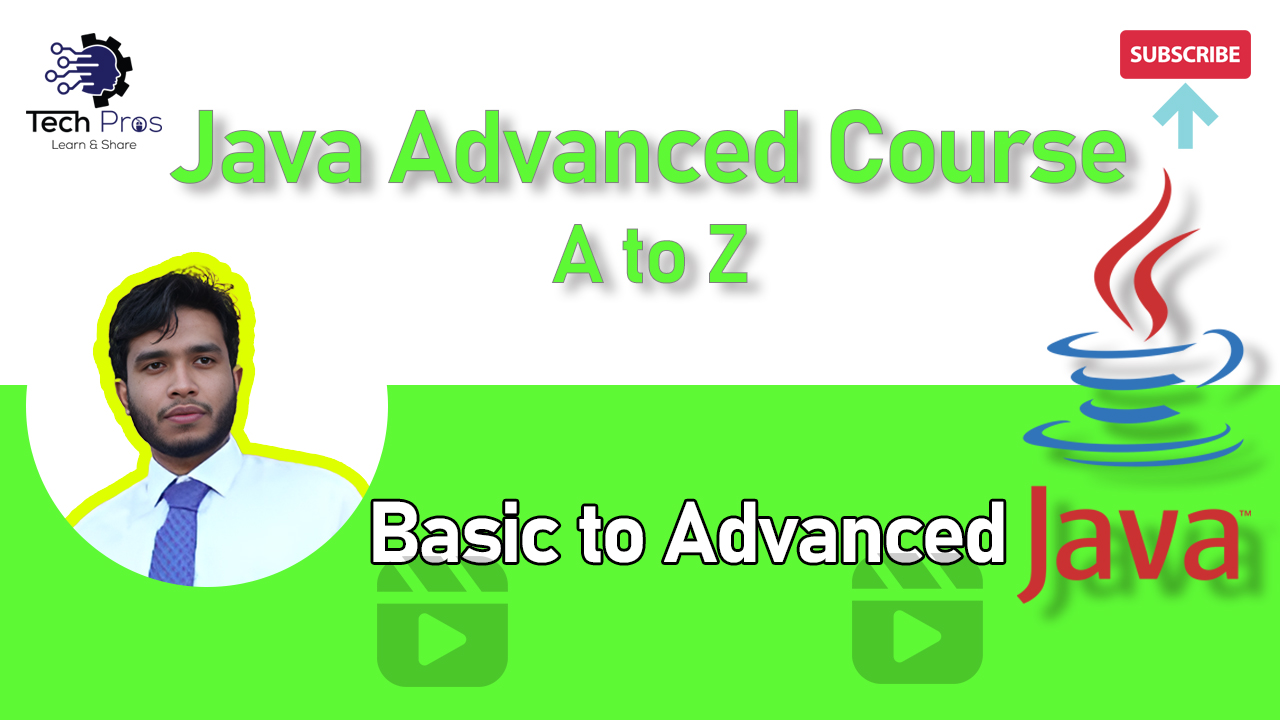 SUBSCRIBE
Tech Pros
Learn & Share
Java Advanced Course
A to Z
Basic to Advanced
Java™